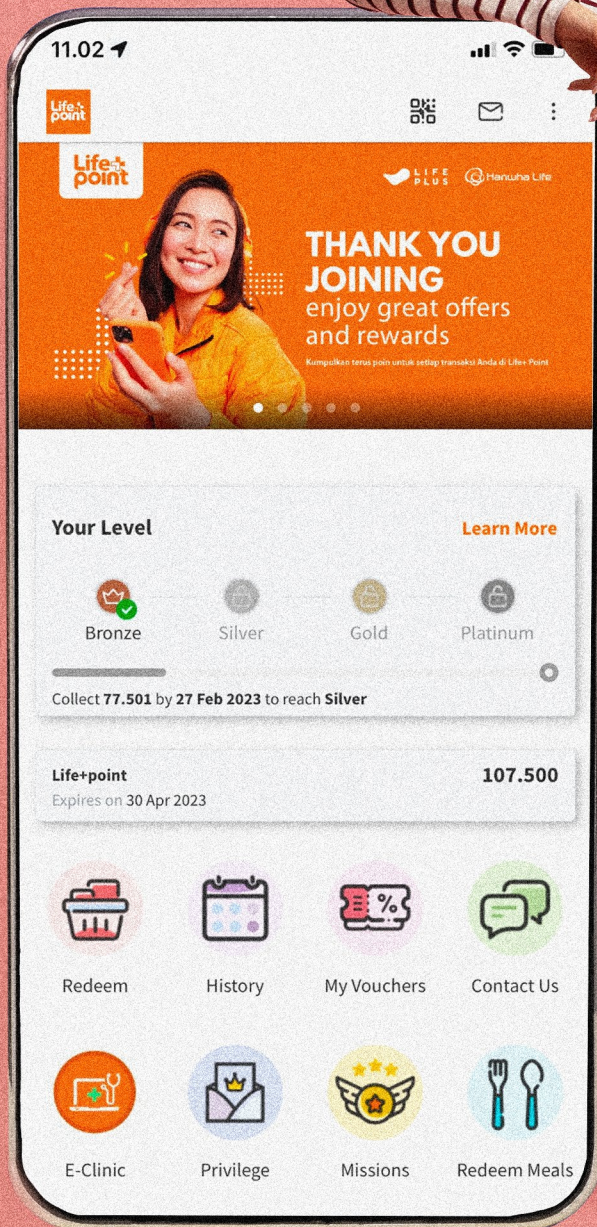 11.02
Life+
point
Life+
point
LIFE
PLUS
Hanwha Life
THANK YOU
JOINING
enjoy great offers
and rewards
Kumpulkan terus poin untuk setiap transaksi Anda di Life+ Point
Your Level
Learn More
Bronze
Silver
Gold
Platinum
Collect 77.501 by 27 Feb 2023 to reach Silver
Life+point
107.500
Expires on 30 Apr 2023
Redeem
History
My Vouchers
Contact Us
E-Clinic
Privilege
Missions
Redeem Meals